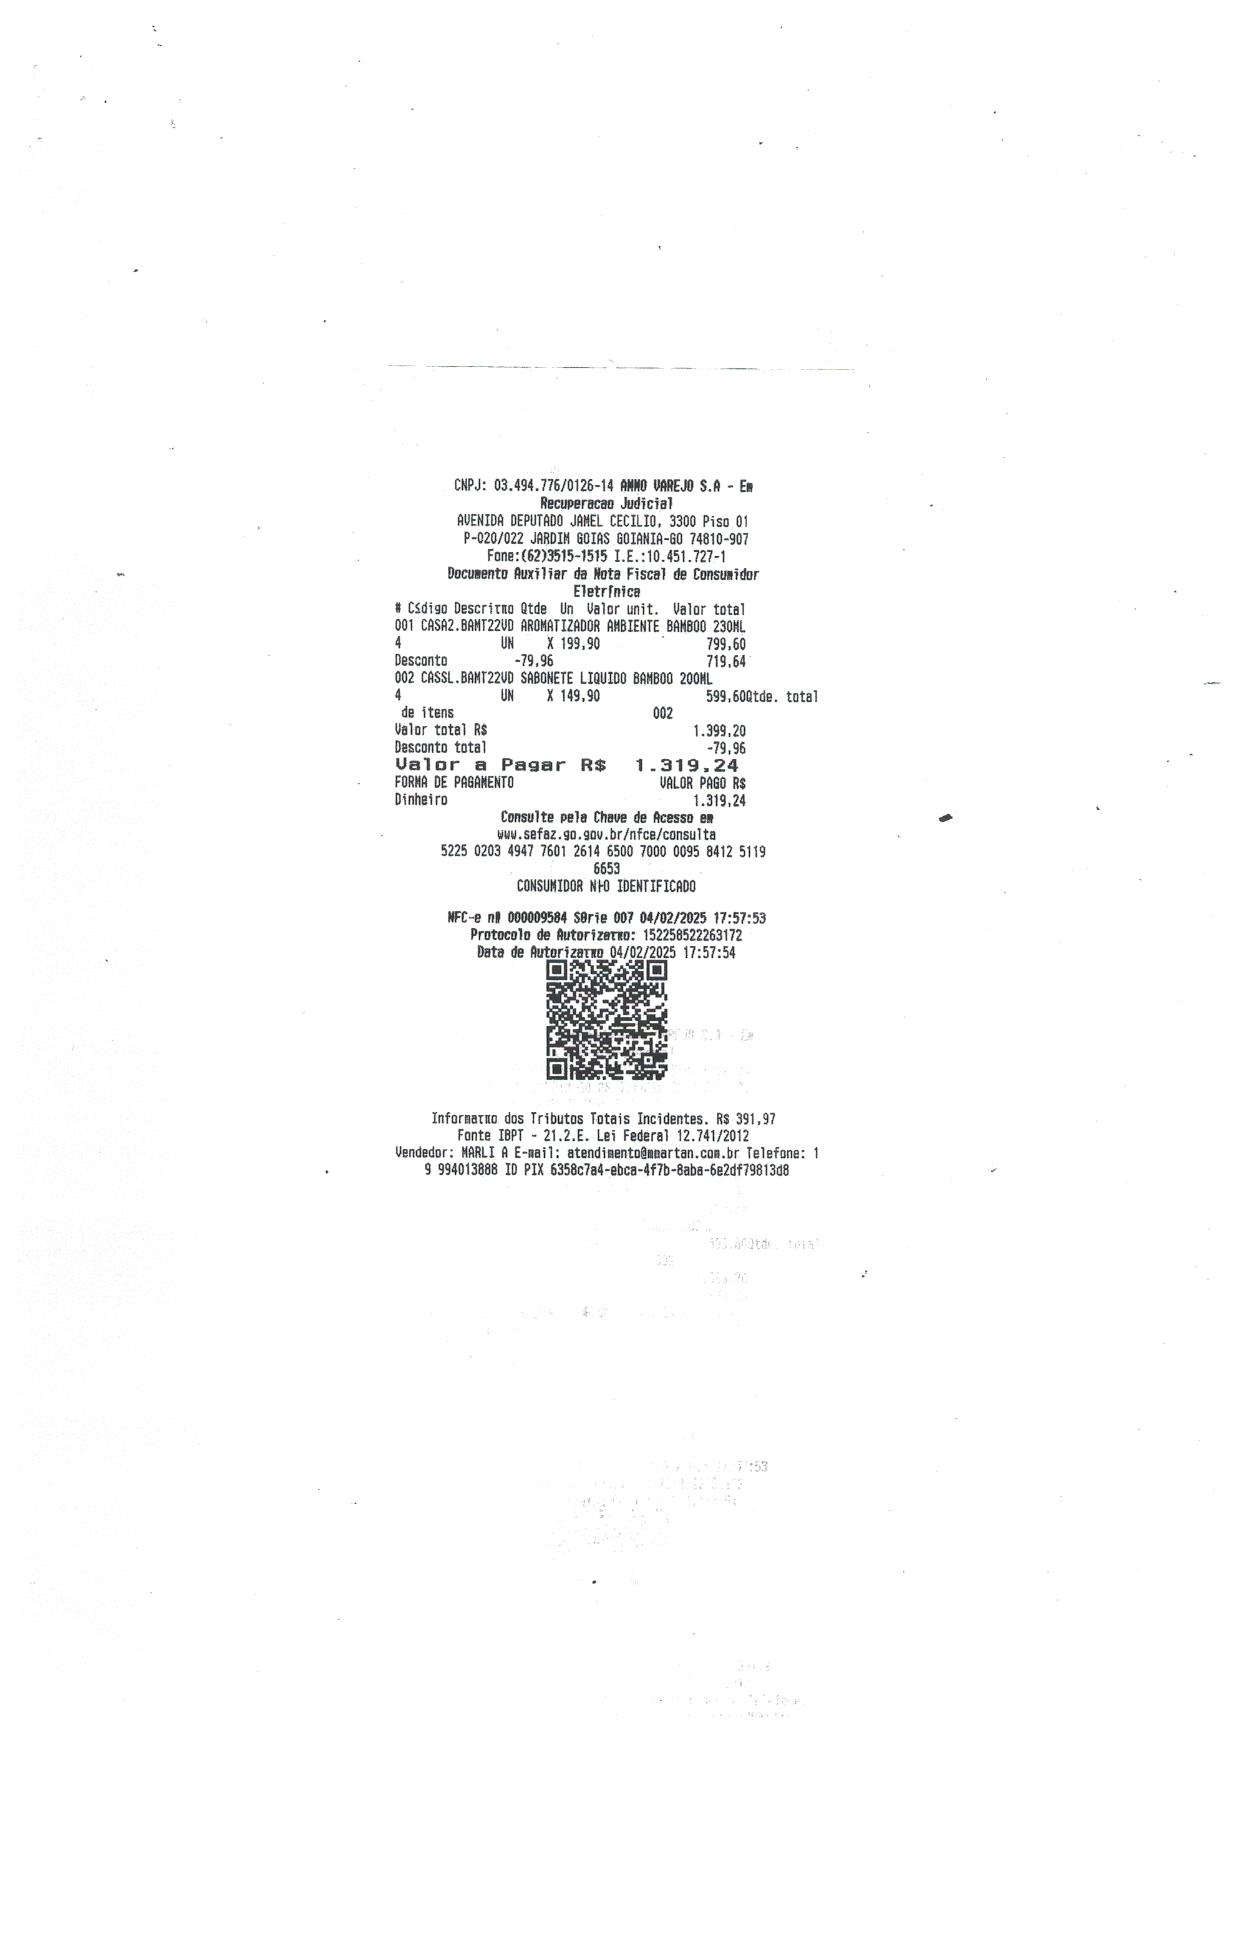 CNPJ: 03.494.776/0126-14 AMMO VAREJO S.A - Em
Recuperacao Judicial
AVENIDA DEPUTADO JAMEL CECILIO, 3300 Piso 01
P-020/022 JARDIM GOIAS GOIANIA-GO 74810-907
Fone:(62)3515-1515 I.E.:10.451.727-1
Documento Auxiliar da Nota Fiscal de Consumidor
Eletrônica
# Código Descrição Qtde Un Valor unit. Valor total
001 CASA2.BAMT22VD AROMATIZADOR AMBIENTE BAMBOO 230ML
4 UN X 199,90 799,60
Desconto -79,96 719,64
002 CASSL.BAMT22VD SABONETE LIQUIDO BAMBOO 200ML
4 UN X 149,90 599,60Qtde. total
de itens 002
Valor total R$ 1.399,20
Desconto total -79,96
Valor a Pagar R$ 1.319,24
FORMA DE PAGAMENTO VALOR PAGO R$
Dinheiro 1.319,24
Consulte pela Chave de Acesso em
www.sefaz.go.gov.br/nfce/consulta
5225 0203 4947 7601 2614 6500 7000 0095 8412 5119
6653
CONSUMIDOR NÃO IDENTIFICADO
NFC-e nº 000009584 Série 007 04/02/2025 17:57:53
Protocolo de Autorização: 152258522263172
Data de Autorização 04/02/2025 17:57:54
Informação dos Tributos Totais Incidentes. R$ 391,97
Fonte IBPT - 21.2.E. Lei Federal 12.741/2012
Vendedor: MARLI A E-mail: atendimento@mmartan.com.br Telefone: 1
9 994013888 ID PIX 6358c7a4-ebca-4f7b-8aba-6e2df79813d8